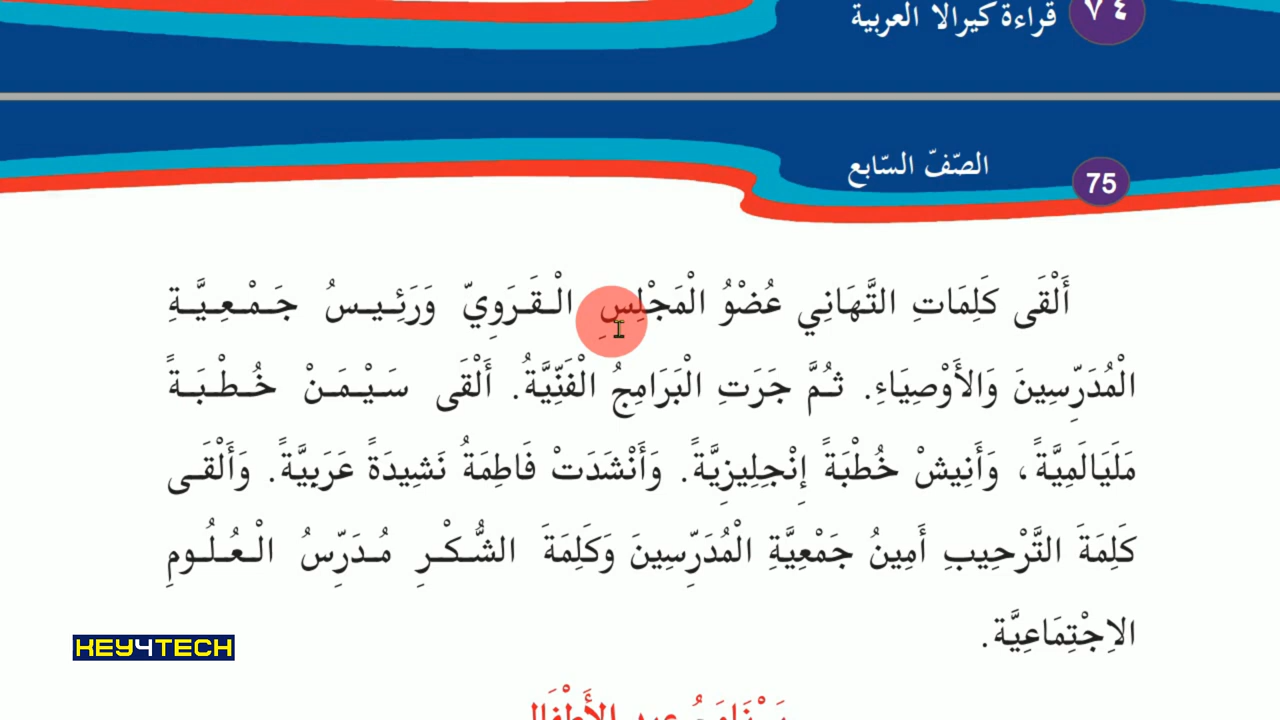 قراءة كيرالا العربية
٧٤
الصّفّ السّابع
75
أَلْقَى كَلِمَاتِ التَّهَانِي عُضْوُ الْمَجْلِسِ الْقَرَوِيّ وَرَئِيسُ جَمْعِيَّةِ
الْمُدَرِّسِينَ وَالأَوْصِيَاءِ. ثُمَّ جَرَتِ الْبَرَامِجُ الْفَنِّيَّةُ. أَلْقَى سَيْمَنْ خُطْبَةً
مَلَيَالَمِيَّةً، وَأَنِيشْ خُطْبَةً إِنْجِلِيزِيَّةً. وَأَنْشَدَتْ فَاطِمَةُ نَشِيدَةً عَرَبِيَّةً. وَأَلْقَى
كَلِمَةَ التَّرْحِيبِ أَمِينُ جَمْعِيَّةِ الْمُدَرِّسِينَ وَكَلِمَةَ الشُّكْرِ مُدَرِّسُ الْعُلُومِ
الاِجْتِمَاعِيَّة.
KEY4TECH